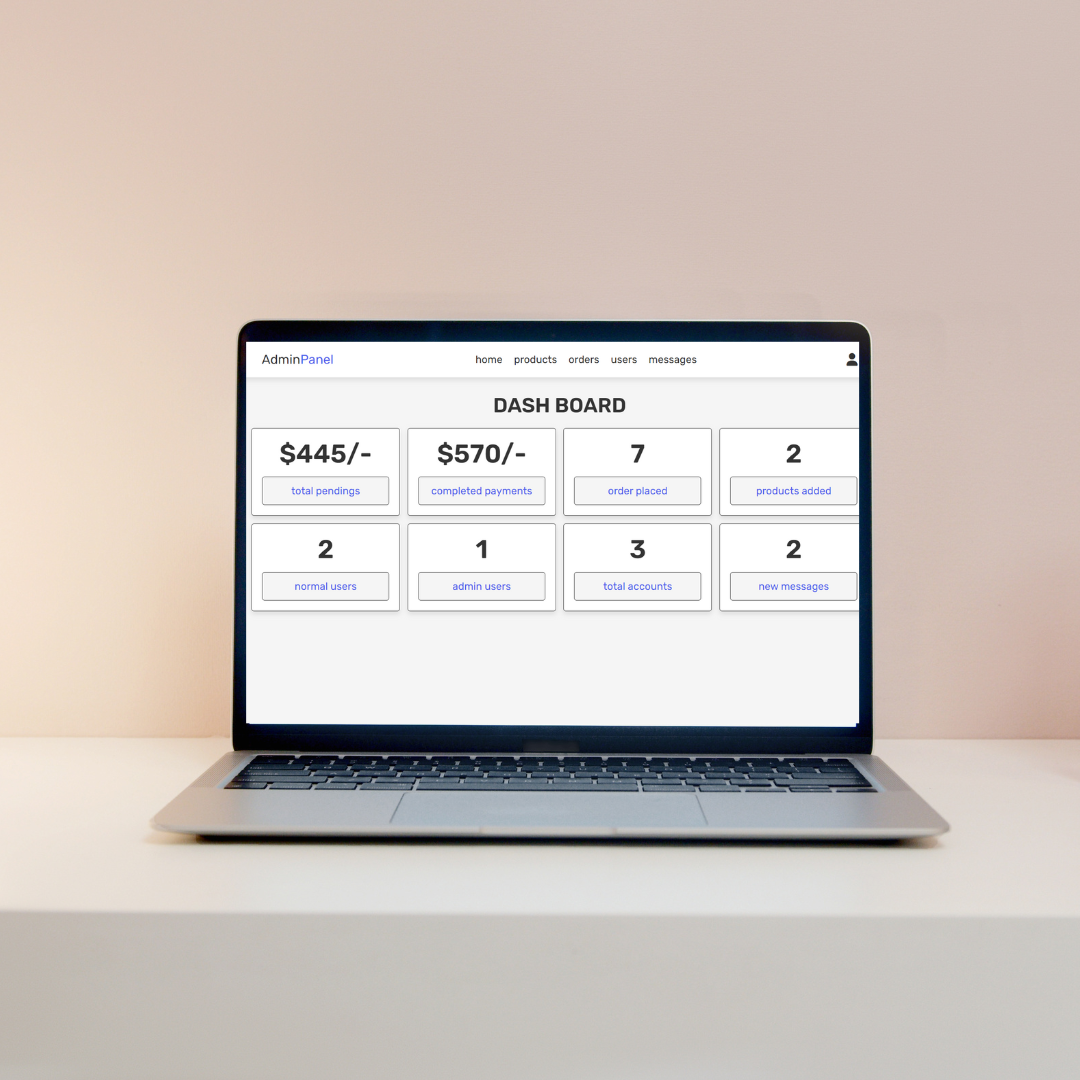 AdminPanel home products orders users messages
DASH BOARD
$445/- $570/- 7 2
total pendings completed payments order placed products added
2 1 3 2
normal users admin users total accounts new messages